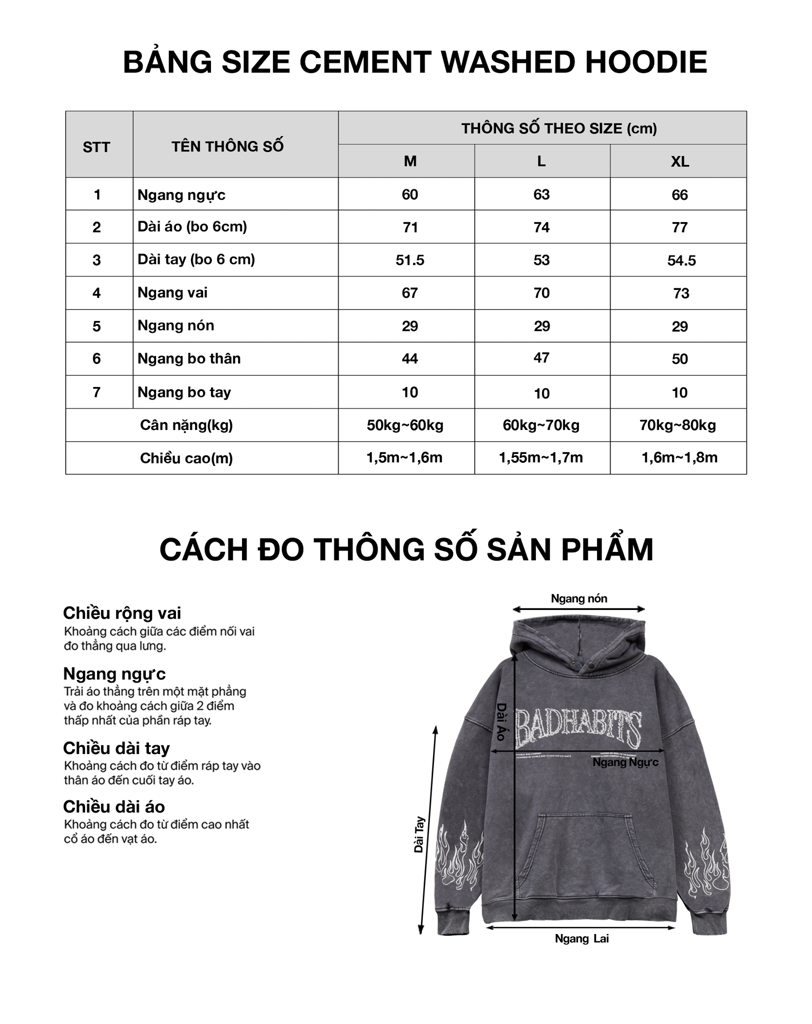 BẢNG SIZE CEMENT WASHED HOODIE
STT TÊN THÔNG SỐ THÔNG SỐ THEO SIZE (cm)
M L XL
1 Ngang ngực 60 63 66
2 Dài áo (bo 6cm) 71 74 77
3 Dài tay (bo 6 cm) 51.5 53 54.5
4 Ngang vai 67 70 73
5 Ngang nón 29 29 29
6 Ngang bo thân 44 47 50
7 Ngang bo tay 10 10 10
Cân nặng(kg) 50kg~60kg 60kg~70kg 70kg~80kg
Chiều cao(m) 1,5m~1,6m 1,55m~1,7m 1,6m~1,8m
CÁCH ĐO THÔNG SỐ SẢN PHẨM
Chiều rộng vai
Khoảng cách giữa các điểm nối vai
đo thẳng qua lưng.
Ngang ngực
Trải áo thẳng trên một mặt phẳng
và đo khoảng cách giữa 2 điểm
thấp nhất của phần ráp tay.
Chiều dài tay
Khoảng cách đo từ điểm ráp tay vào
thân áo đến cuối tay áo.
Chiều dài áo
Khoảng cách đo từ điểm cao nhất
cổ áo đến vạt áo.
Ngang nón
Dài Áo
BADHABITS
Ngang Ngực
Dài Tay
Ngang Lai